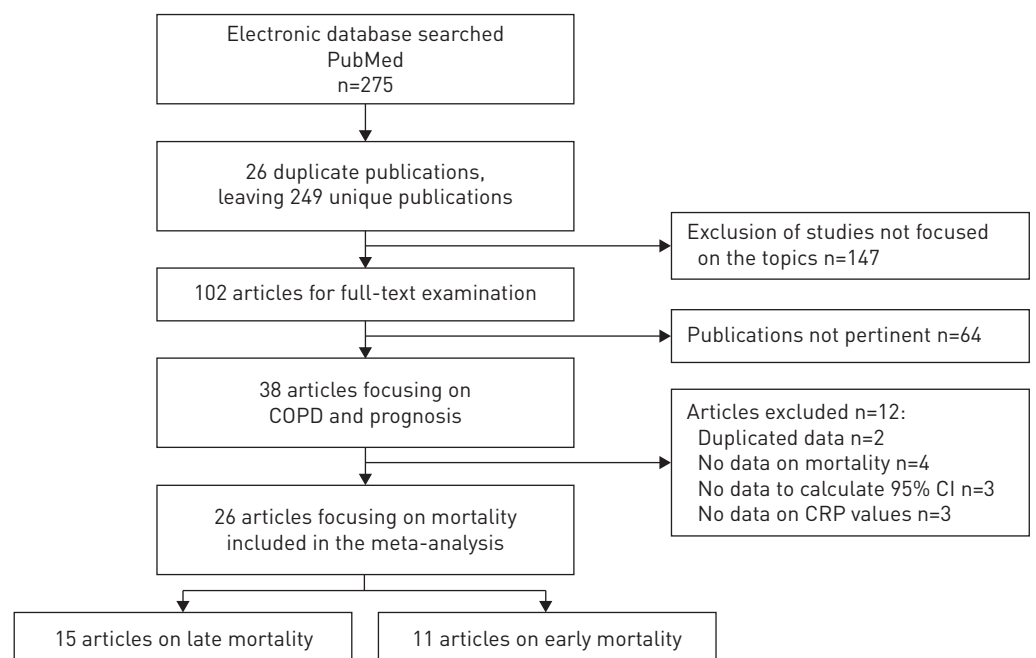 Electronic database searched
PubMed
n=275
26 duplicate publications,
leaving 249 unique publications
Exclusion of studies not focused
on the topics n=147
102 articles for full-text examination
Publications not pertinent n=64
38 articles focusing on
COPD and prognosis
Articles excluded n=12:
Duplicated data n=2
No data on mortality n=4
No data to calculate 95% CI n=3
No data on CRP values n=3
26 articles focusing on mortality
included in the meta-analysis
15 articles on late mortality
11 articles on early mortality